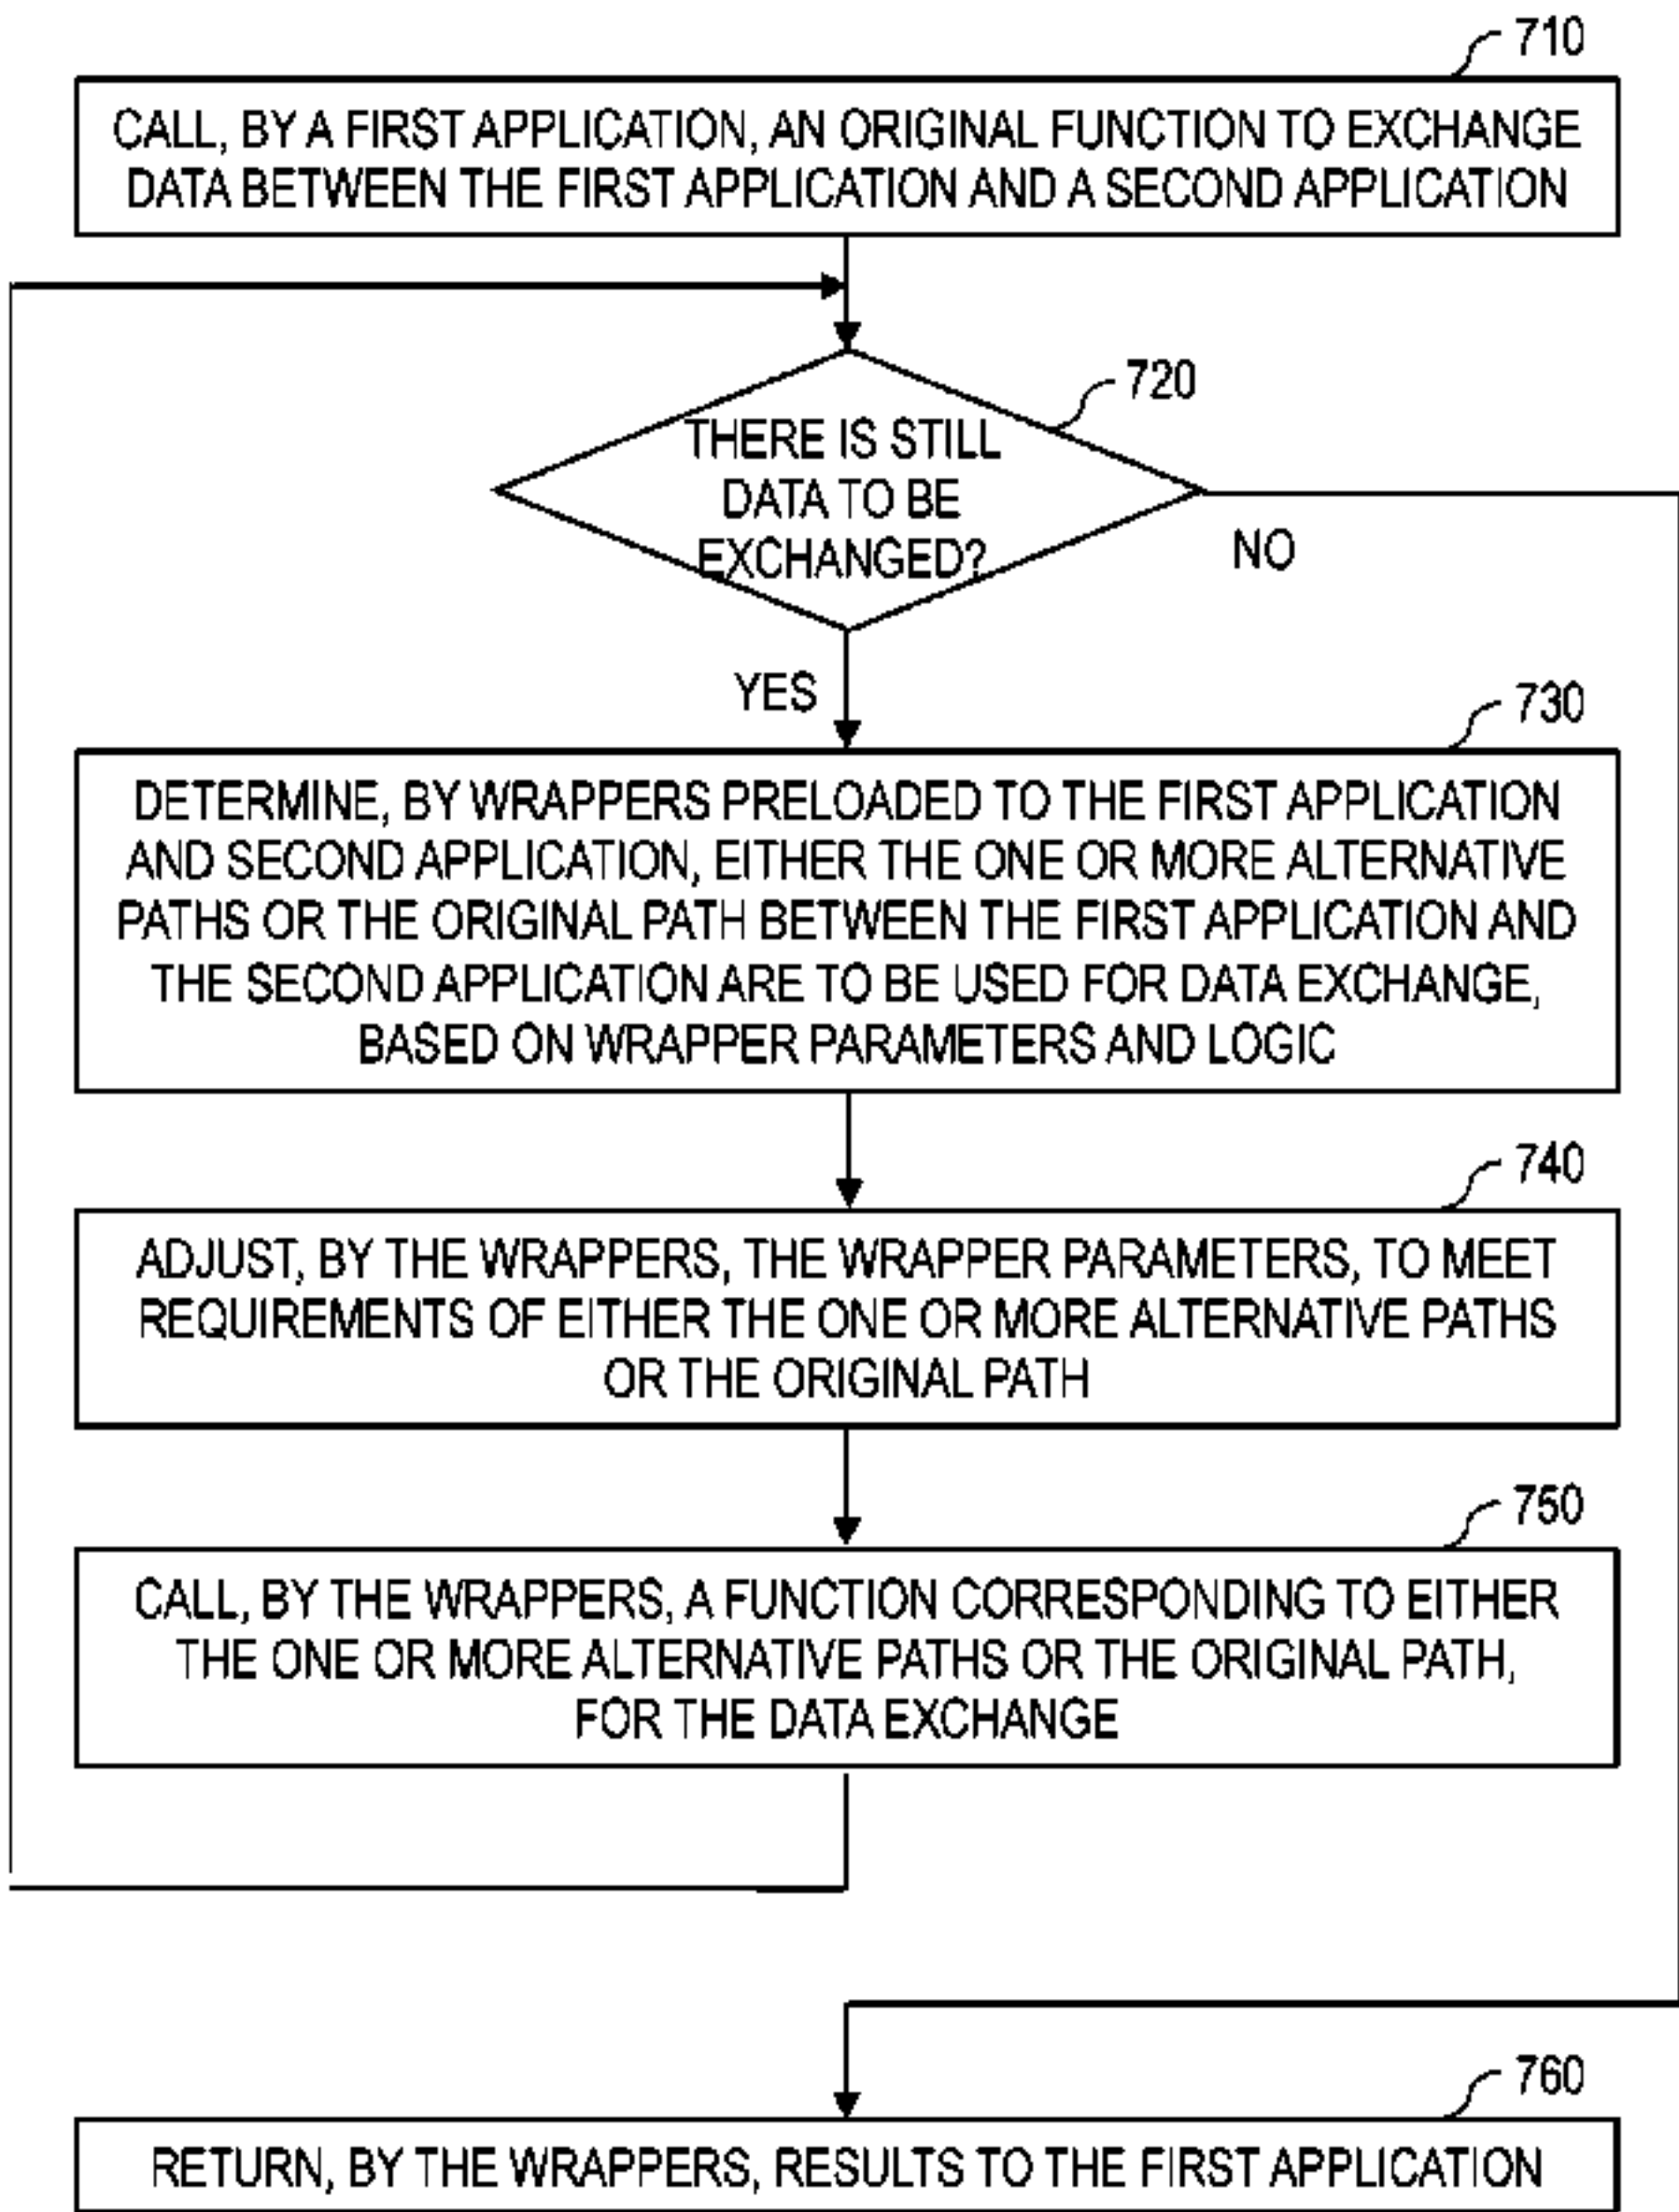 710
CALL, BY A FIRST APPLICATION, AN ORIGINAL FUNCTION TO EXCHANGE
DATA BETWEEN THE FIRST APPLICATION AND A SECOND APPLICATION
720
THERE IS STILL
DATA TO BE
EXCHANGED?
NO
YES
730
DETERMINE, BY WRAPPERS PRELOADED TO THE FIRST APPLICATION
AND SECOND APPLICATION, EITHER THE ONE OR MORE ALTERNATIVE
PATHS OR THE ORIGINAL PATH BETWEEN THE FIRST APPLICATION AND
THE SECOND APPLICATION ARE TO BE USED FOR DATA EXCHANGE,
BASED ON WRAPPER PARAMETERS AND LOGIC
740
ADJUST, BY THE WRAPPERS, THE WRAPPER PARAMETERS, TO MEET
REQUIREMENTS OF EITHER THE ONE OR MORE ALTERNATIVE PATHS
OR THE ORIGINAL PATH
750
CALL, BY THE WRAPPERS, A FUNCTION CORRESPONDING TO EITHER
THE ONE OR MORE ALTERNATIVE PATHS OR THE ORIGINAL PATH,
FOR THE DATA EXCHANGE
760
RETURN, BY THE WRAPPERS, RESULTS TO THE FIRST APPLICATION